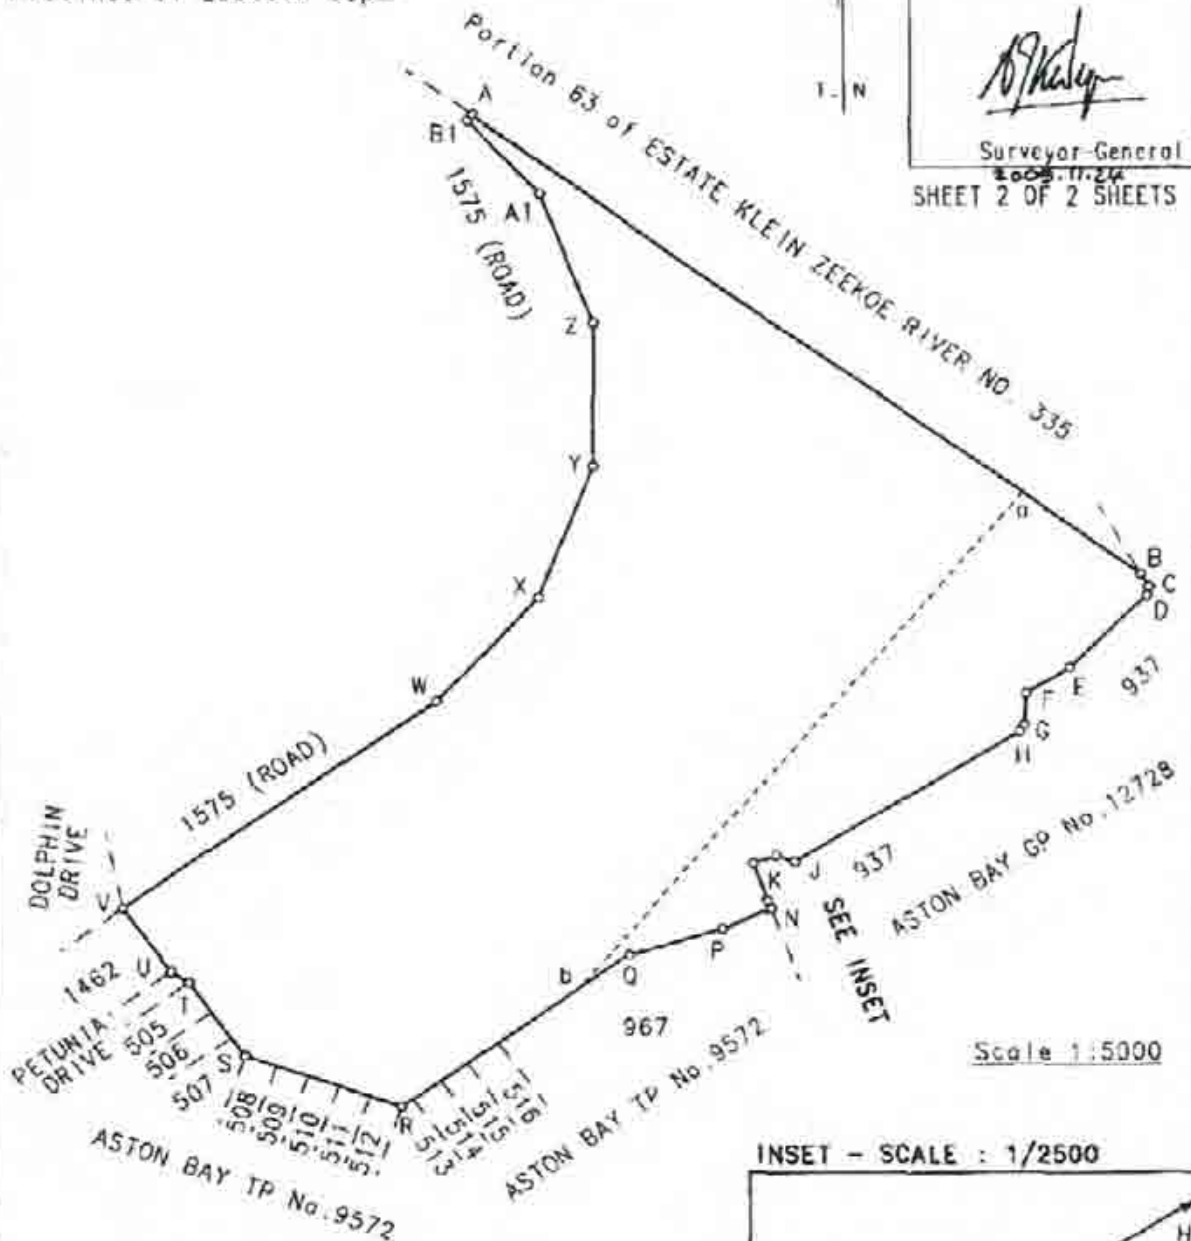 T. N
Surveyor-General
SHEET 2 OF 2 SHEETS
Portion 63 of ESTATE KLEIN ZEEKOE RIVER NO. 335
A
B1
A1
1575 (ROAD)
Z
Y
a
B
C
D
X
E
937
F
G
H
W
1575 (ROAD)
DOLPHIN
DRIVE
V
J
937
K
N
SEE INSET
ASTON BAY GP No.12728
P
Q
b
967
U
1462
T
PETUNIA
DRIVE
505
506
507
S
508
509
510
511
512
R
513
514
515
516
ASTON BAY TP No.9572
ASTON BAY TP No.9572
Scale 1:5000
INSET - SCALE : 1/2500
H